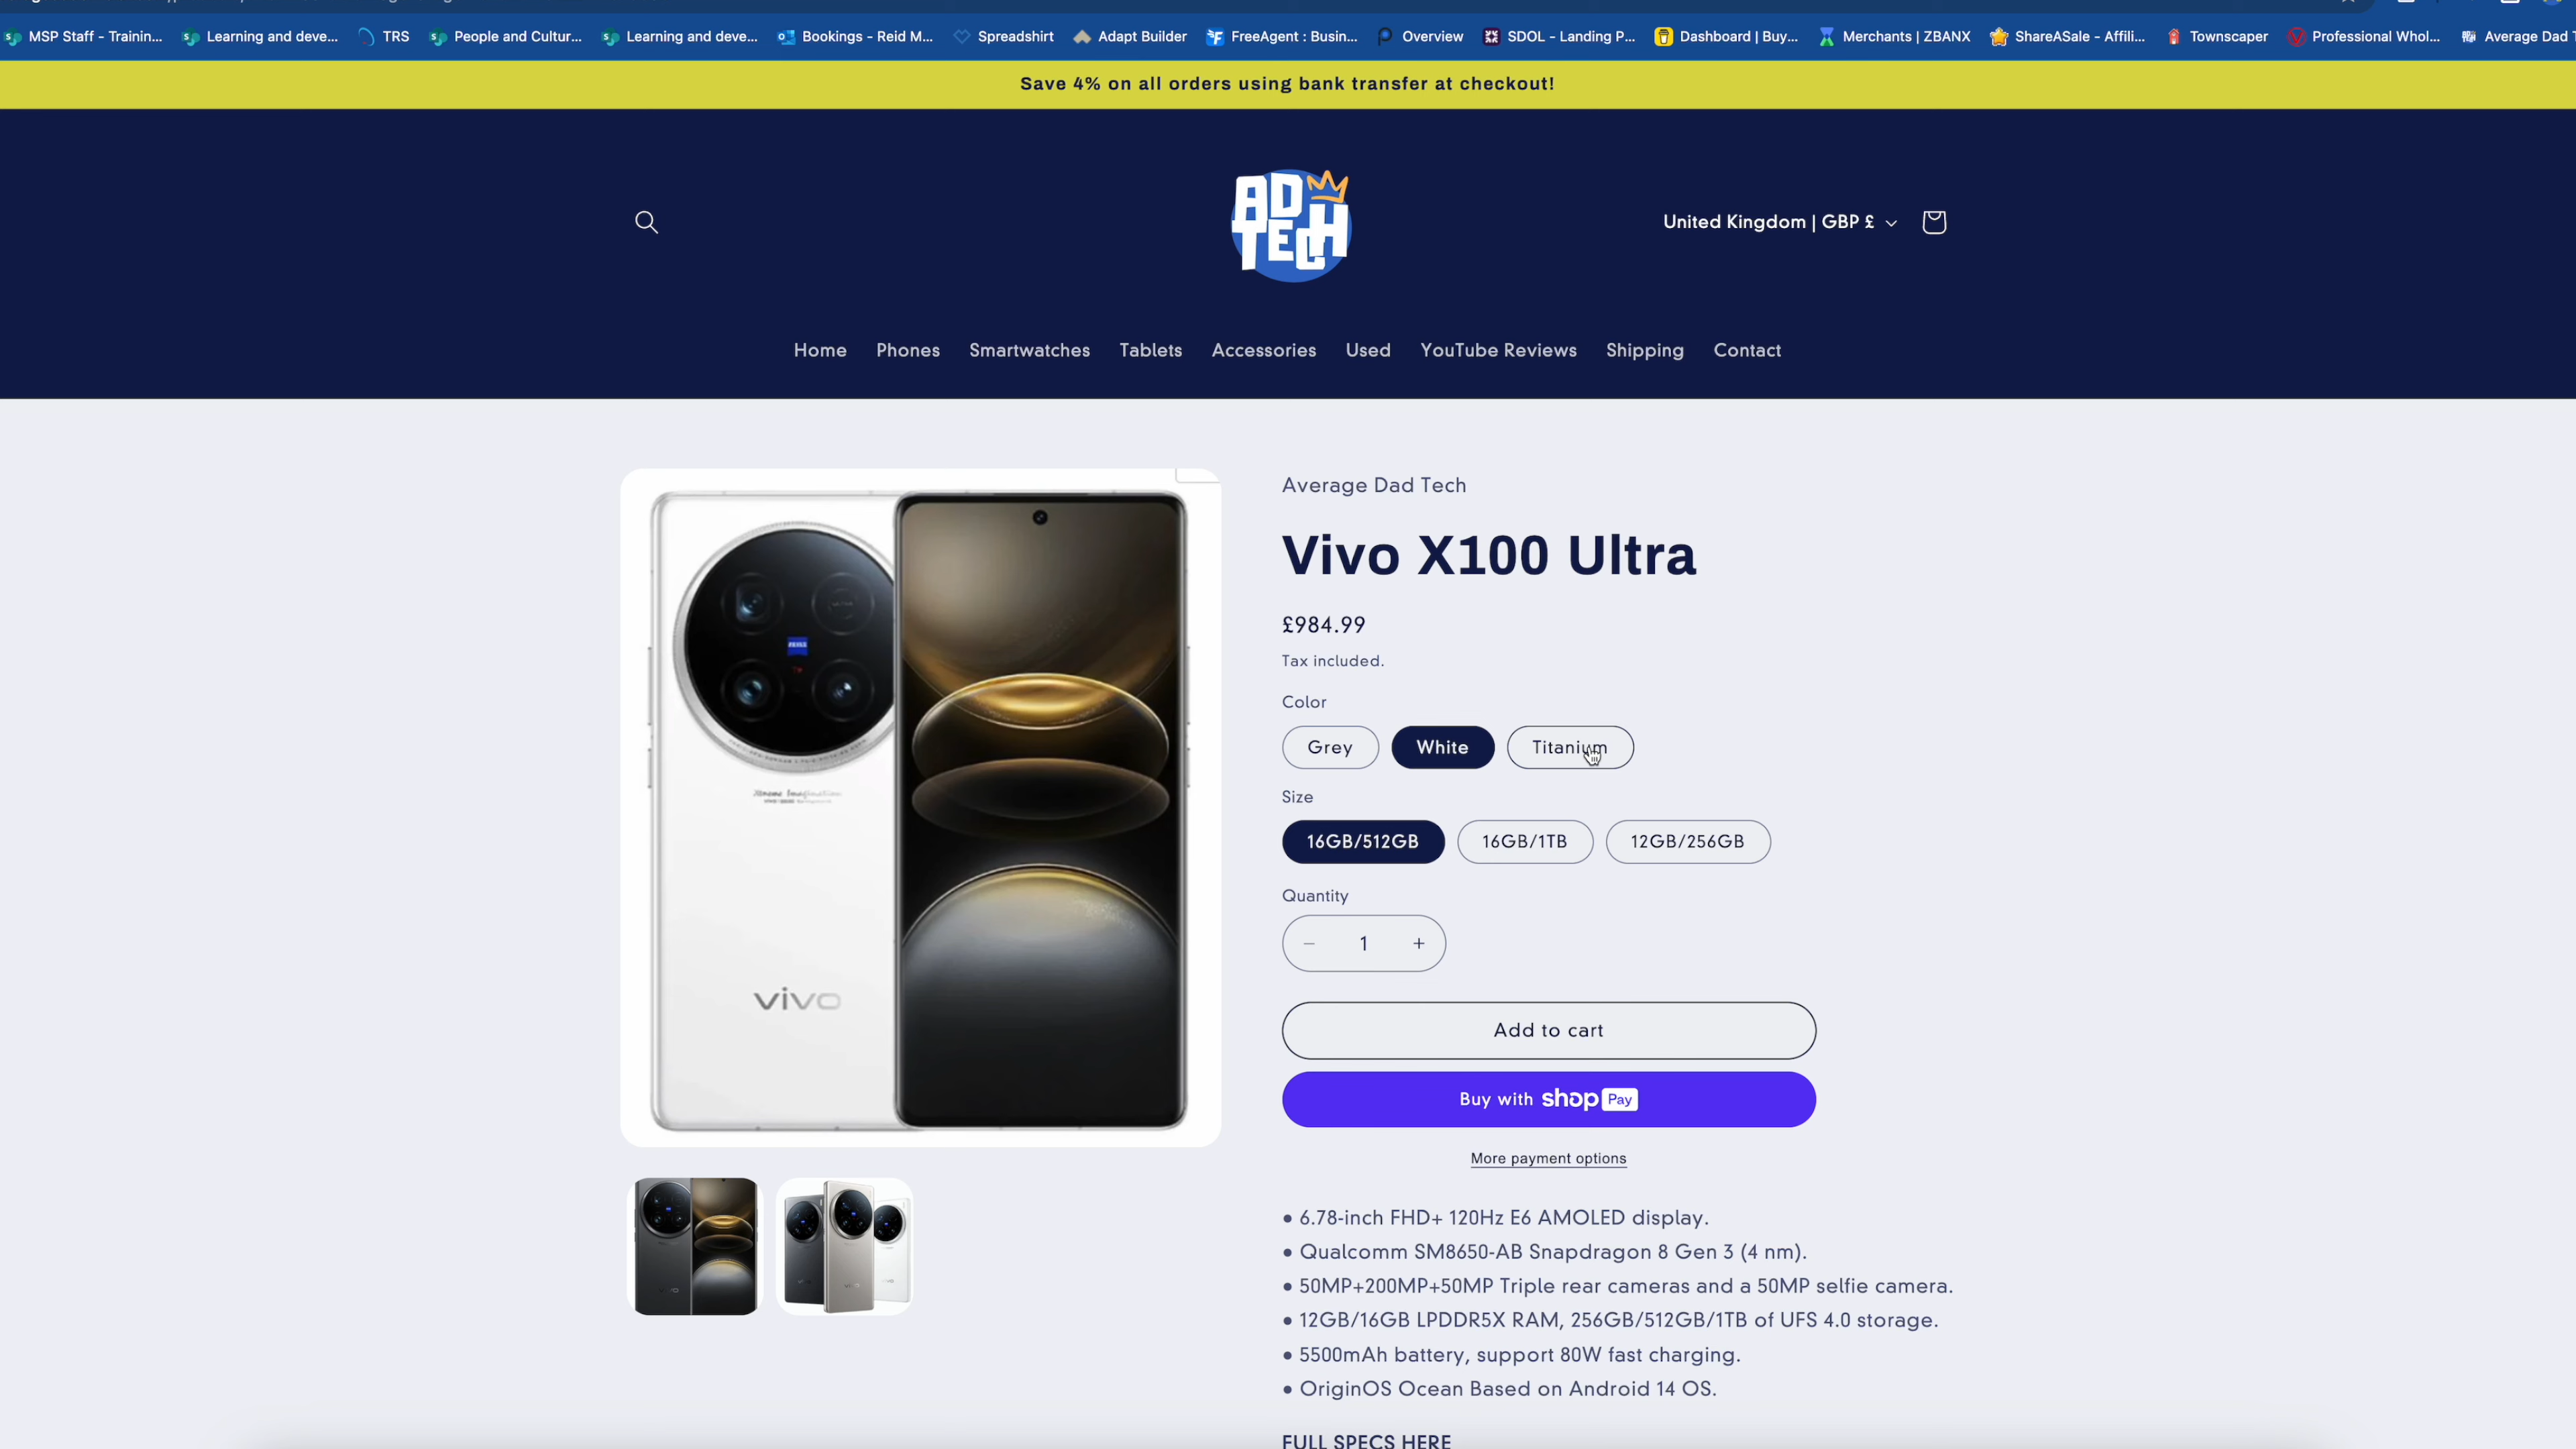 MSP Staff - Trainin...
Learning and deve...
TRS
People and Cultur...
Learning and deve...
Bookings - Reid M...
Spreadshirt
Adapt Builder
FreeAgent : Busin...
Overview
SDOL - Landing P...
Dashboard | Buy...
Merchants | ZBANX
ShareASale - Affili...
Townscaper
Professional Whol...
Average Dad T
Save 4% on all orders using bank transfer at checkout!
AD
TECH
United Kingdom | GBP £
Home
Phones
Smartwatches
Tablets
Accessories
Used
YouTube Reviews
Shipping
Contact
ZEISS
Xtreme Imagination
vivo
Average Dad Tech
Vivo X100 Ultra
£984.99
Tax included.
Color
Grey
White
Titanium
Size
16GB/512GB
16GB/1TB
12GB/256GB
Quantity
− 1 +
Add to cart
Buy with shop Pay
More payment options
• 6.78-inch FHD+ 120Hz E6 AMOLED display.
• Qualcomm SM8650-AB Snapdragon 8 Gen 3 (4 nm).
• 50MP+200MP+50MP Triple rear cameras and a 50MP selfie camera.
• 12GB/16GB LPDDR5X RAM, 256GB/512GB/1TB of UFS 4.0 storage.
• 5500mAh battery, support 80W fast charging.
• OriginOS Ocean Based on Android 14 OS.
FULL SPECS HERE